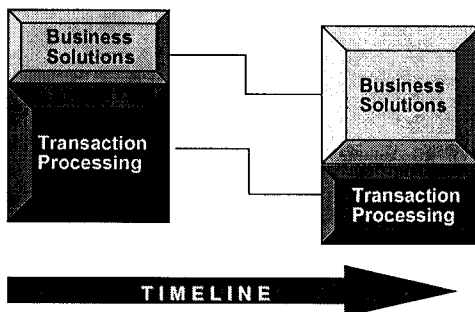 Business
Solutions
Transaction
Processing
Business
Solutions
Transaction
Processing
TIMELINE